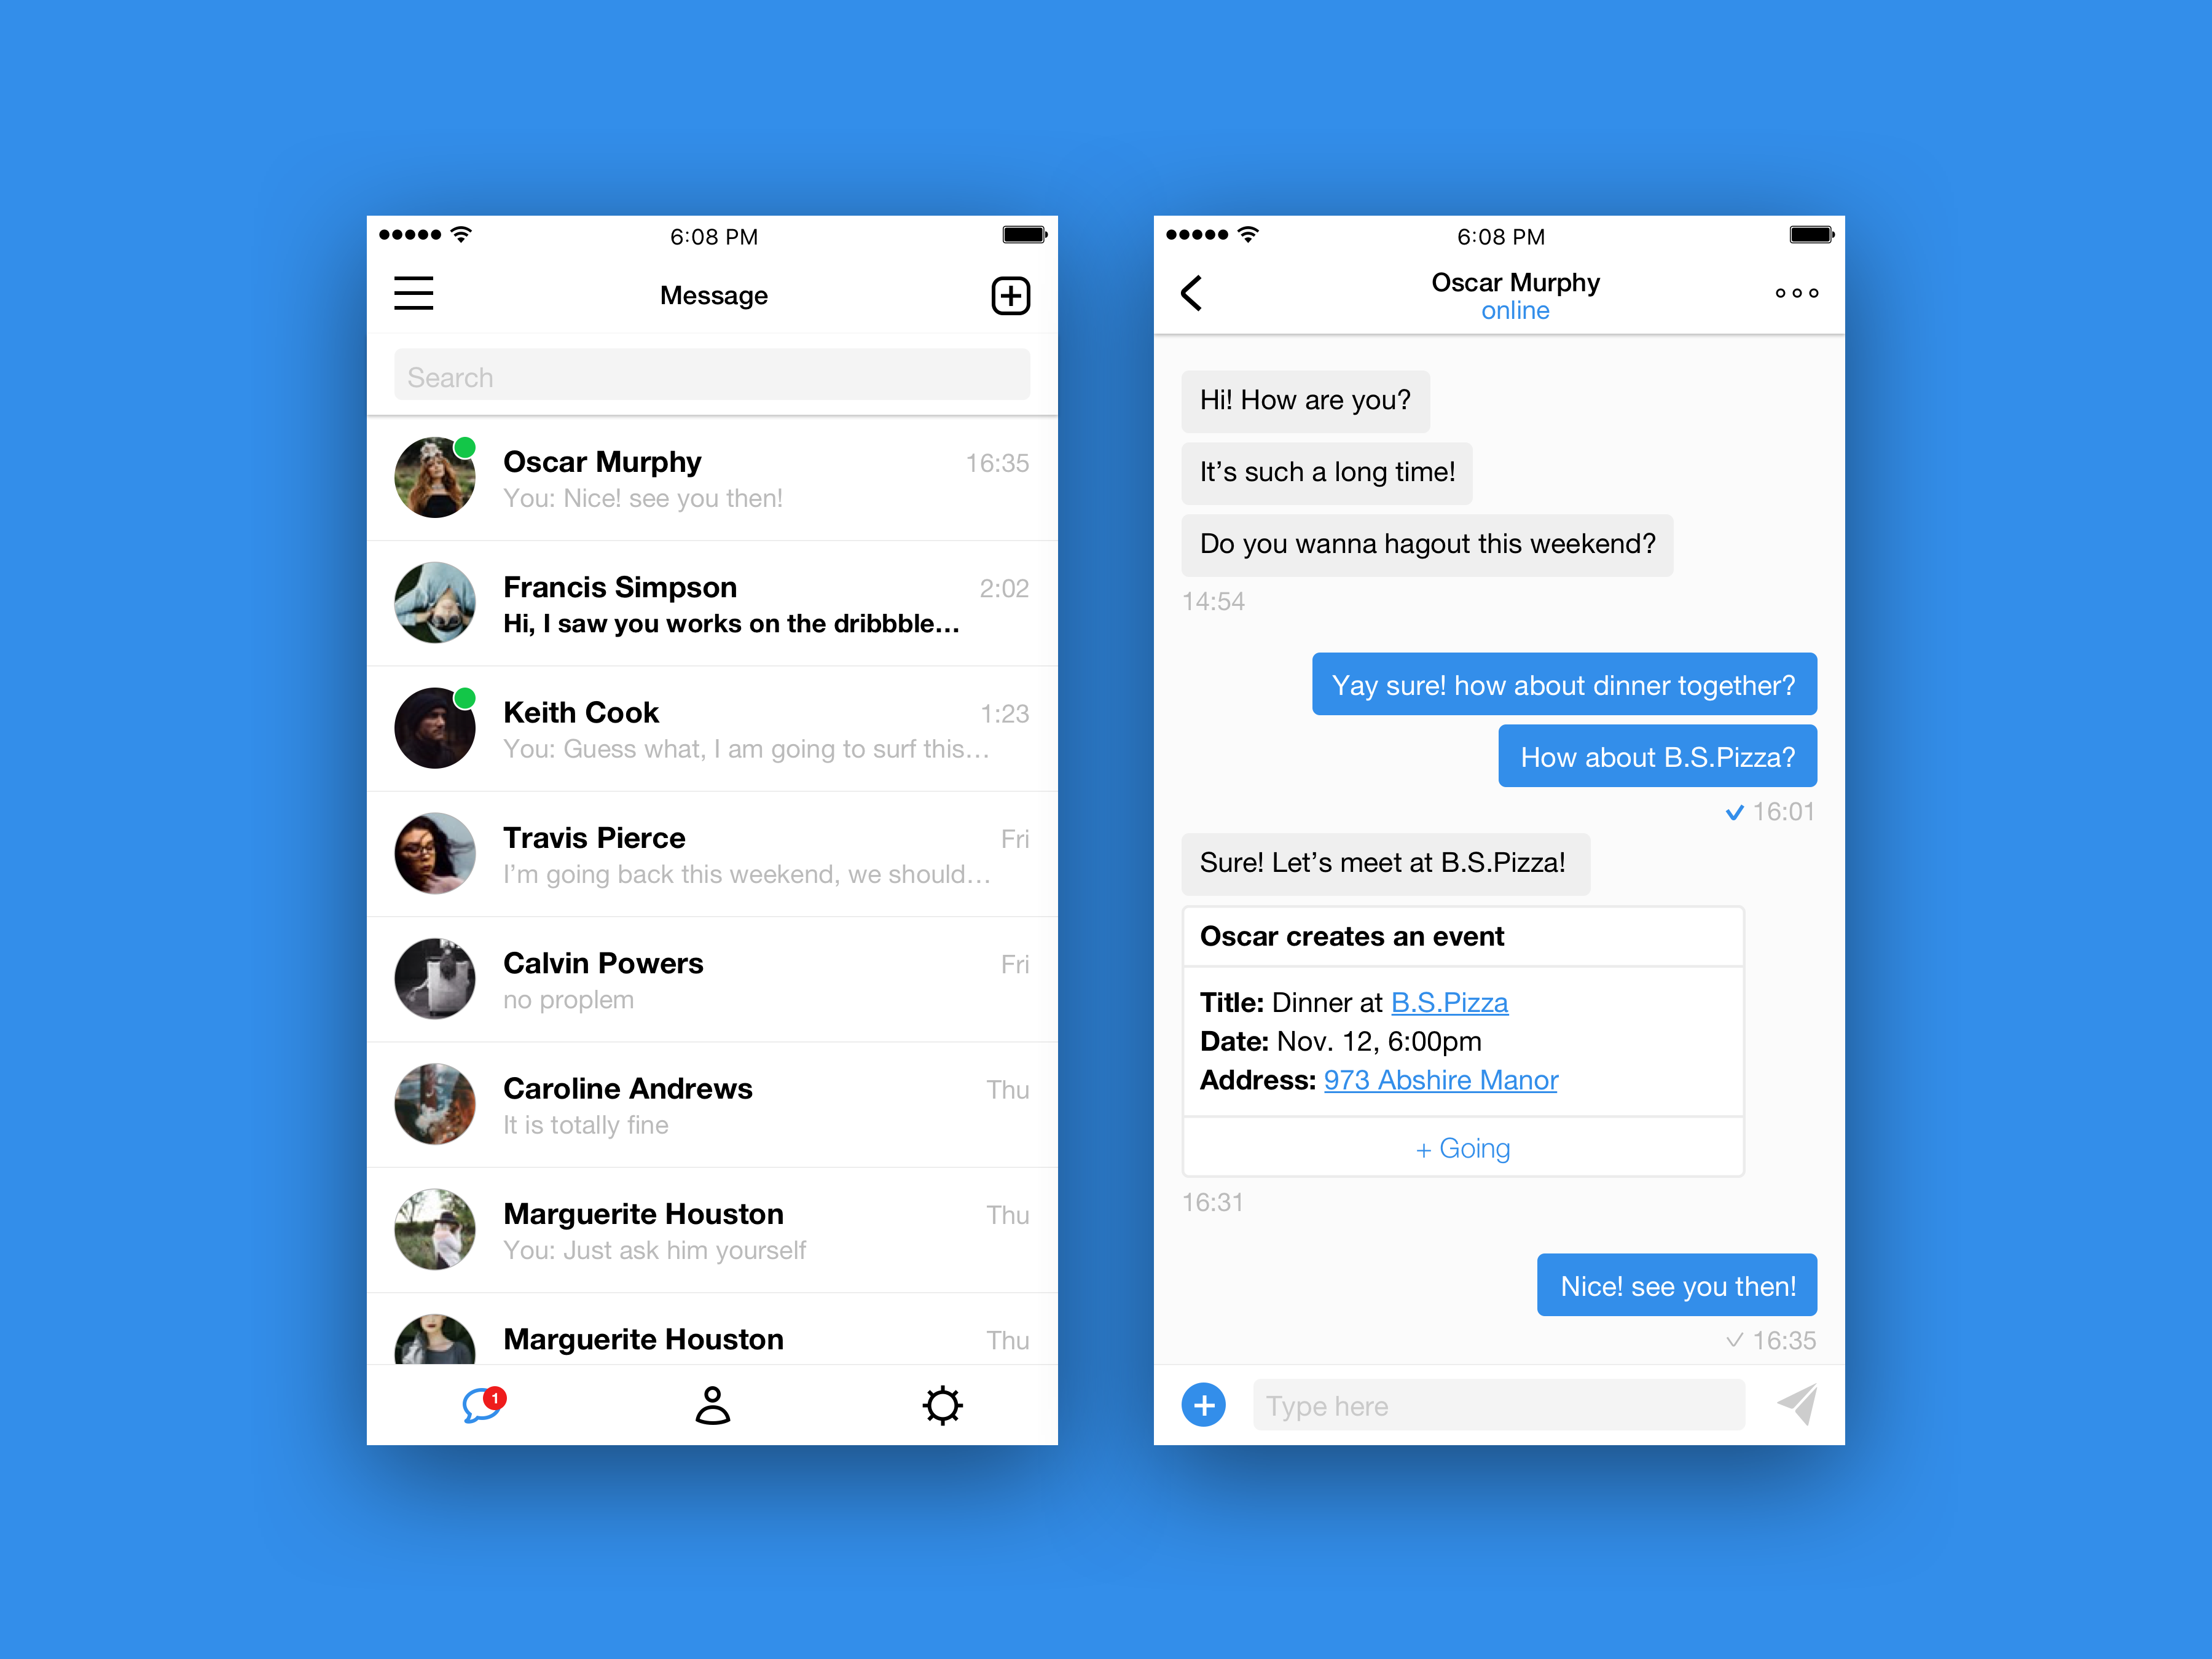 6:08 PM
Message
Search
Oscar Murphy 16:35
You: Nice! see you then!
Francis Simpson 2:02
Hi, I saw you works on the dribbble...
Keith Cook 1:23
You: Guess what, I am going to surf this...
Travis Pierce Fri
I’m going back this weekend, we should...
Calvin Powers Fri
no proplem
Caroline Andrews Thu
It is totally fine
Marguerite Houston Thu
You: Just ask him yourself
Marguerite Houston Thu
1
6:08 PM
Oscar Murphy
online
Hi! How are you?
It’s such a long time!
Do you wanna hagout this weekend?
14:54
Yay sure! how about dinner together?
How about B.S.Pizza?
16:01
Sure! Let’s meet at B.S.Pizza!
Oscar creates an event
Title: Dinner at B.S.Pizza
Date: Nov. 12, 6:00pm
Address: 973 Abshire Manor
+ Going
16:31
Nice! see you then!
16:35
Type here